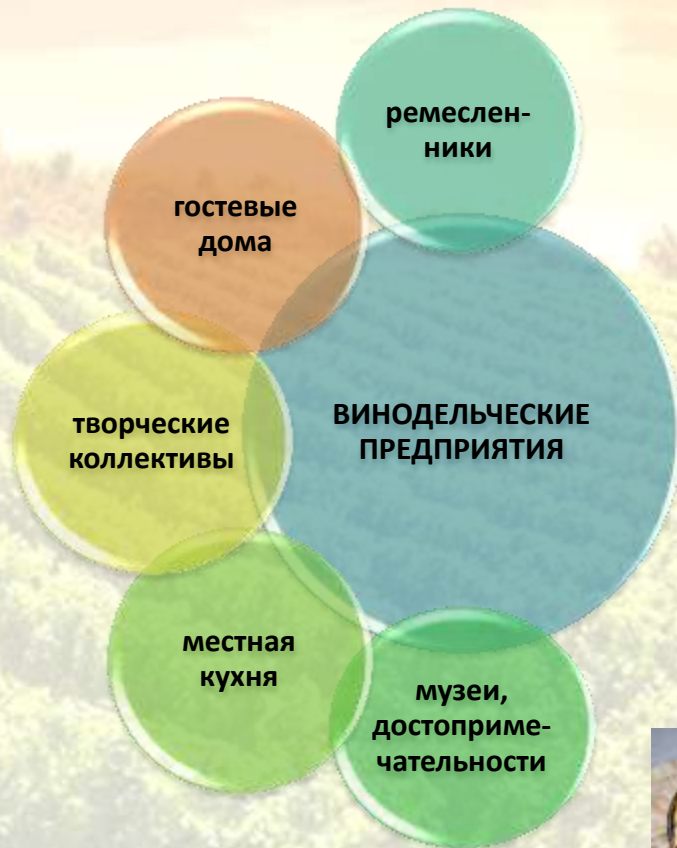 ремеслен-
ники
гостевые
дома
творческие
коллективы
ВИНОДЕЛЬЧЕСКИЕ
ПРЕДПРИЯТИЯ
местная
кухня
музеи,
достоприме-
чательности